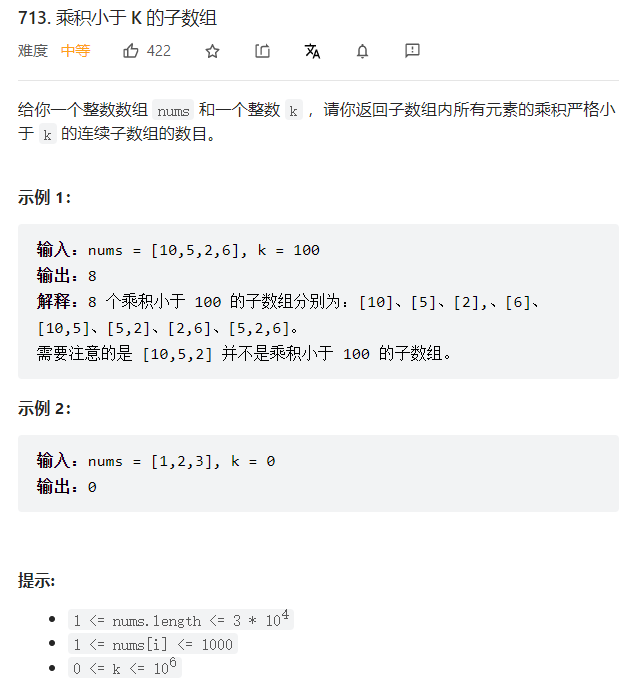 713. 乘积小于 K 的子数组
难度 中等 422
给你一个整数数组 nums 和一个整数 k ，请你返回子数组内所有元素的乘积严格小
于 k 的连续子数组的数目。
示例 1：
输入：nums = [10,5,2,6], k = 100
输出：8
解释：8 个乘积小于 100 的子数组分别为：[10]、[5]、[2],、[6]、
[10,5]、[5,2]、[2,6]、[5,2,6]。
需要注意的是 [10,5,2] 并不是乘积小于 100 的子数组。
示例 2：
输入：nums = [1,2,3], k = 0
输出：0
提示:
1 <= nums.length <= 3 * 10^4
1 <= nums[i] <= 1000
0 <= k <= 10^6